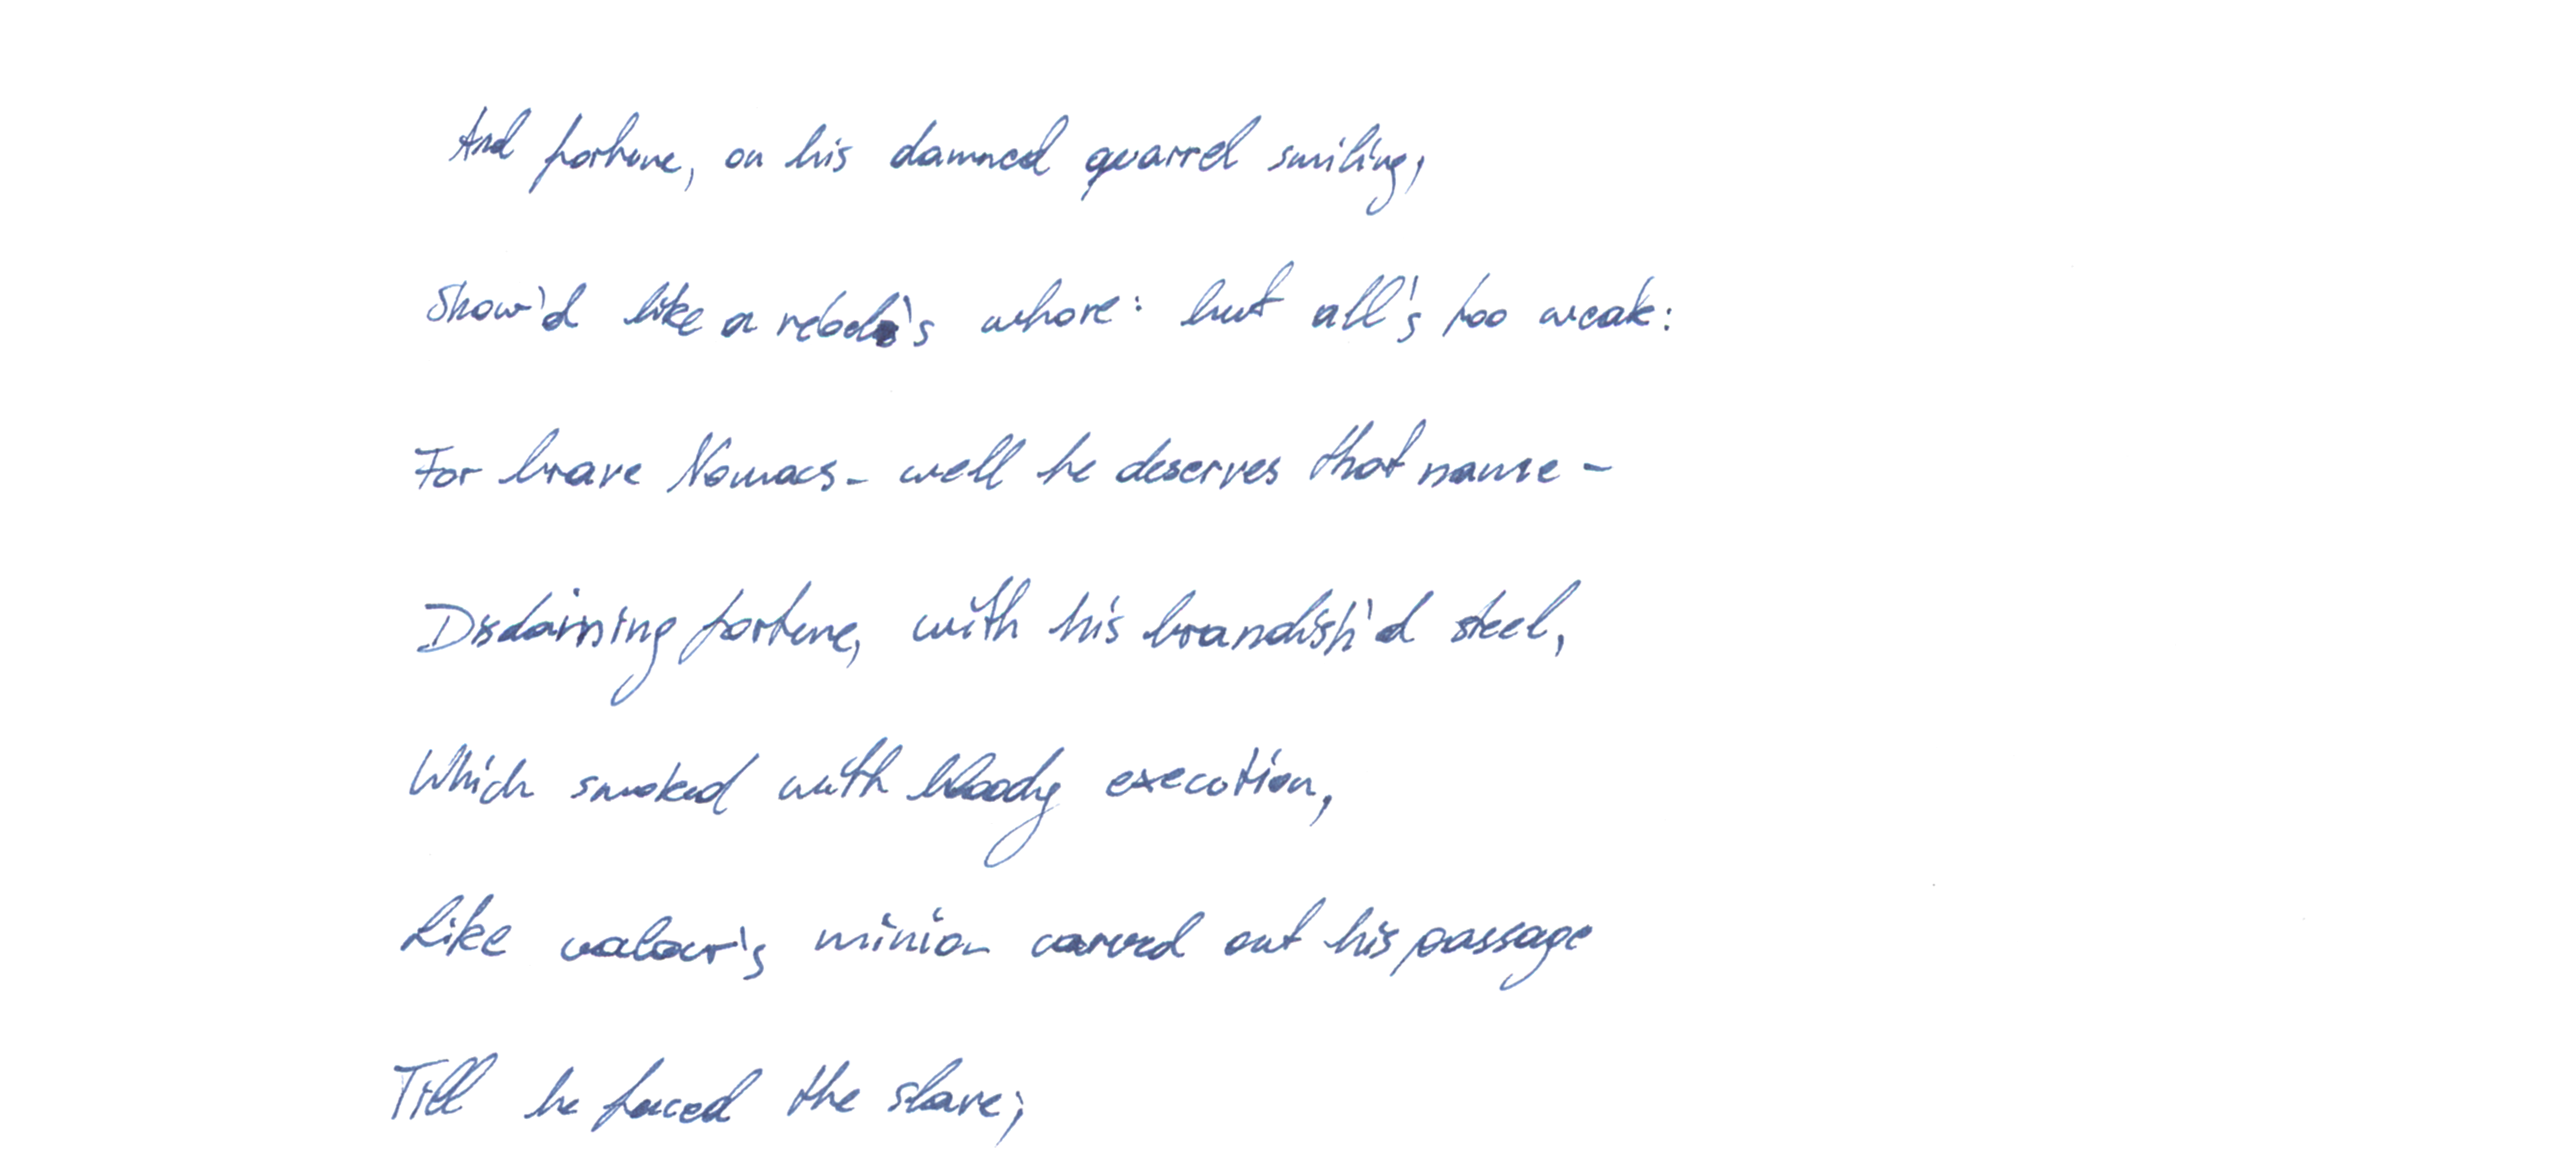 And fortune, on his damned quarrel smiling,
Show'd like a rebel's whore: but all's too weak:
For brave Nomacs - well he deserves that name -
Disdaining fortune, with his brandish'd steel,
Which smoked with bloody execution,
Like valour's minion carved out his passage
Till he faced the slave;